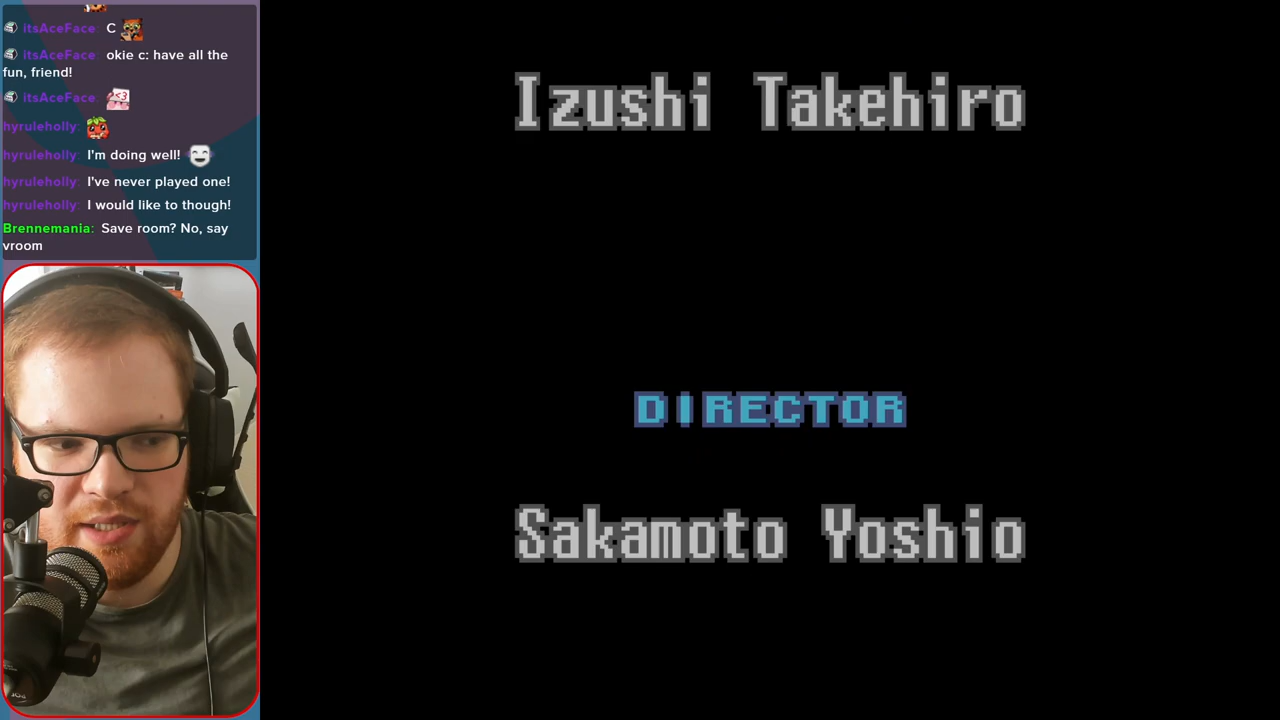 itsAceFace: C
itsAceFace: okie c: have all the
fun, friend!
itsAceFace:
hyruleholly:
hyruleholly: I'm doing well!
hyruleholly: I've never played one!
hyruleholly: I would like to though!
Brennemania: Save room? No, say
vroom
Izushi Takehiro
DIRECTOR
Sakamoto Yoshio